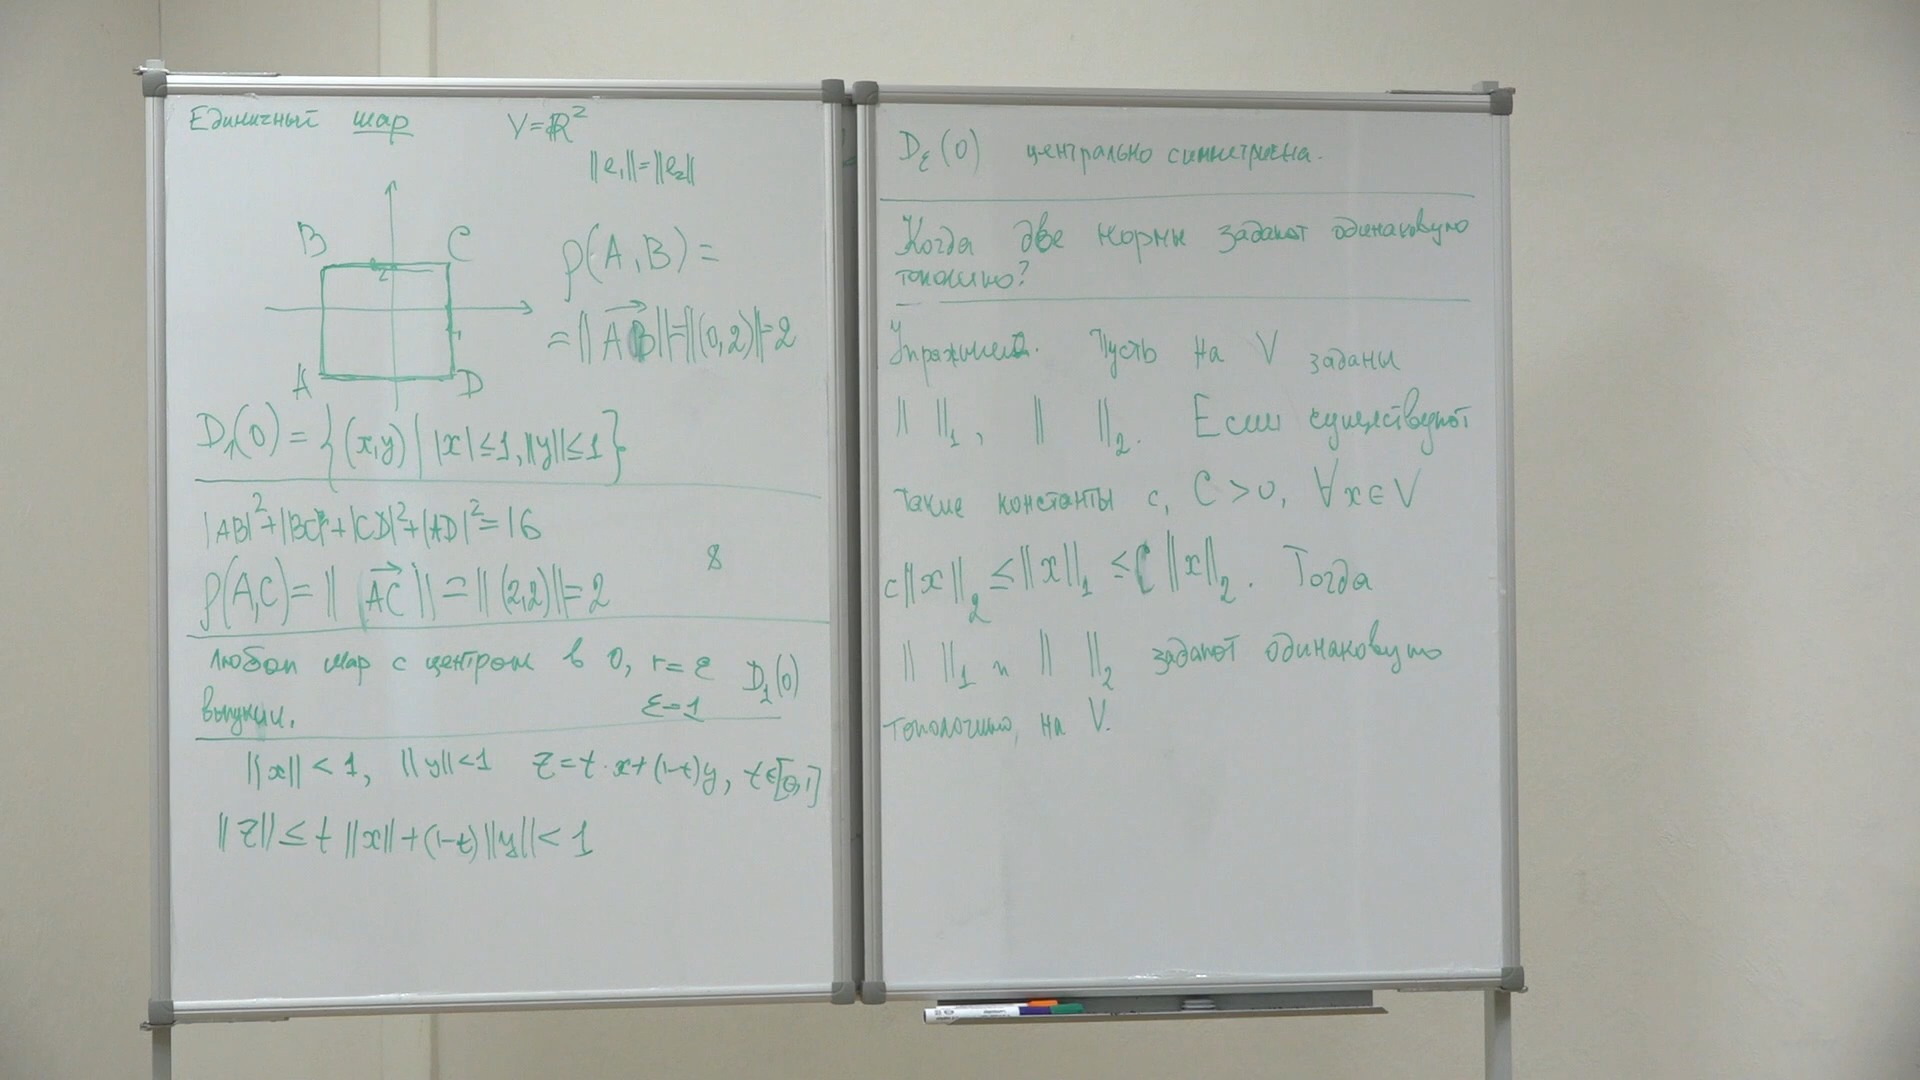 Единичный шар V=ℝ²
||e₁||=||e₂||
B C
2
1
A D
ρ(A,B)=
=||AB||=||(0,2)||=2
D₁(0)={(x,y)| |x|≤1,||y||≤1}
|AB|²+|BC|²+|CD|²+|AD|²=16
8
ρ(A,C)=||AC||=||(2,2)||=2
Любой шар с центром в 0, r=ε D₁(0)
выпуклый. ε=1
||x||<1, ||y||<1 z=t·x+(1-t)y, t∈[0,1]
||z||≤t||x||+(1-t)||y||<1
D_ε(0) центрально симметрична.
Когда две нормы задают одинаковую
топологию?
Упражнение. Пусть на V заданы
|| ||₁, || ||₂. Если существуют
такие константы c, C>0, ∀x∈V
c||x||₂≤||x||₁≤C||x||₂. Тогда
|| ||₁ и || ||₂ задают одинаковую
топологию, на V.